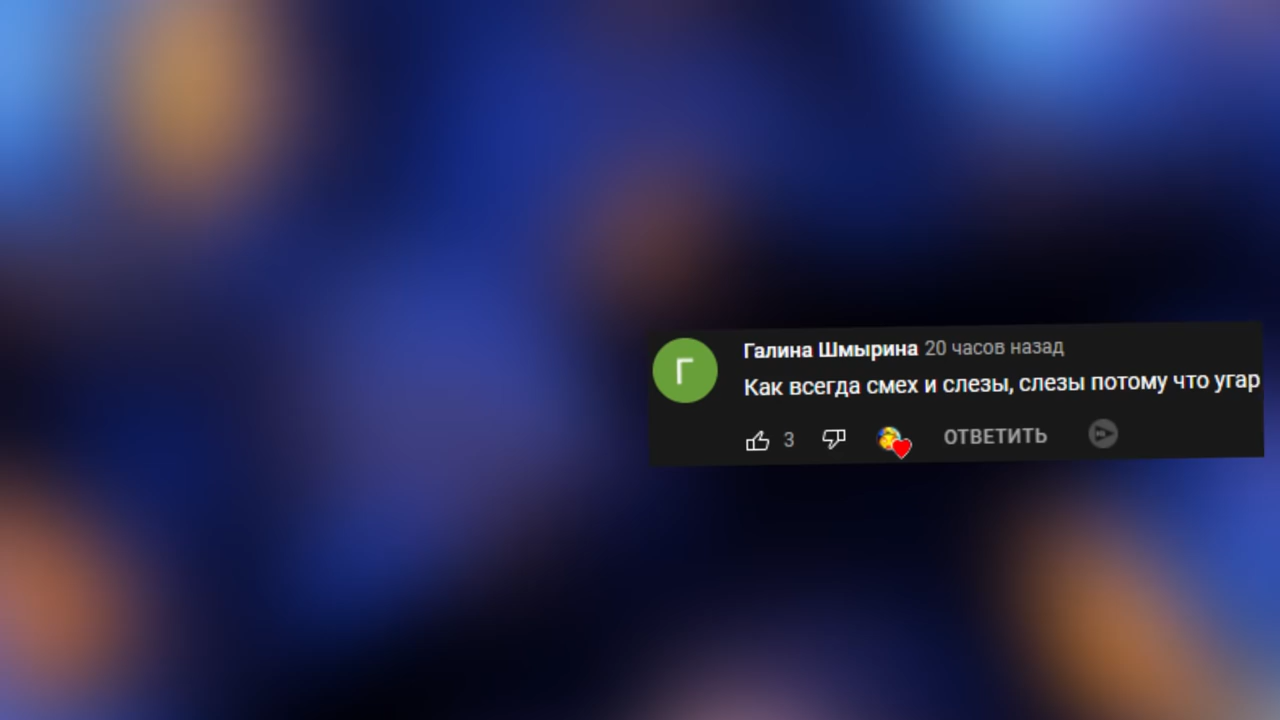 Г
Галина Шмырина 20 часов назад
Как всегда смех и слезы, слезы потому что угар
3 ОТВЕТИТЬ